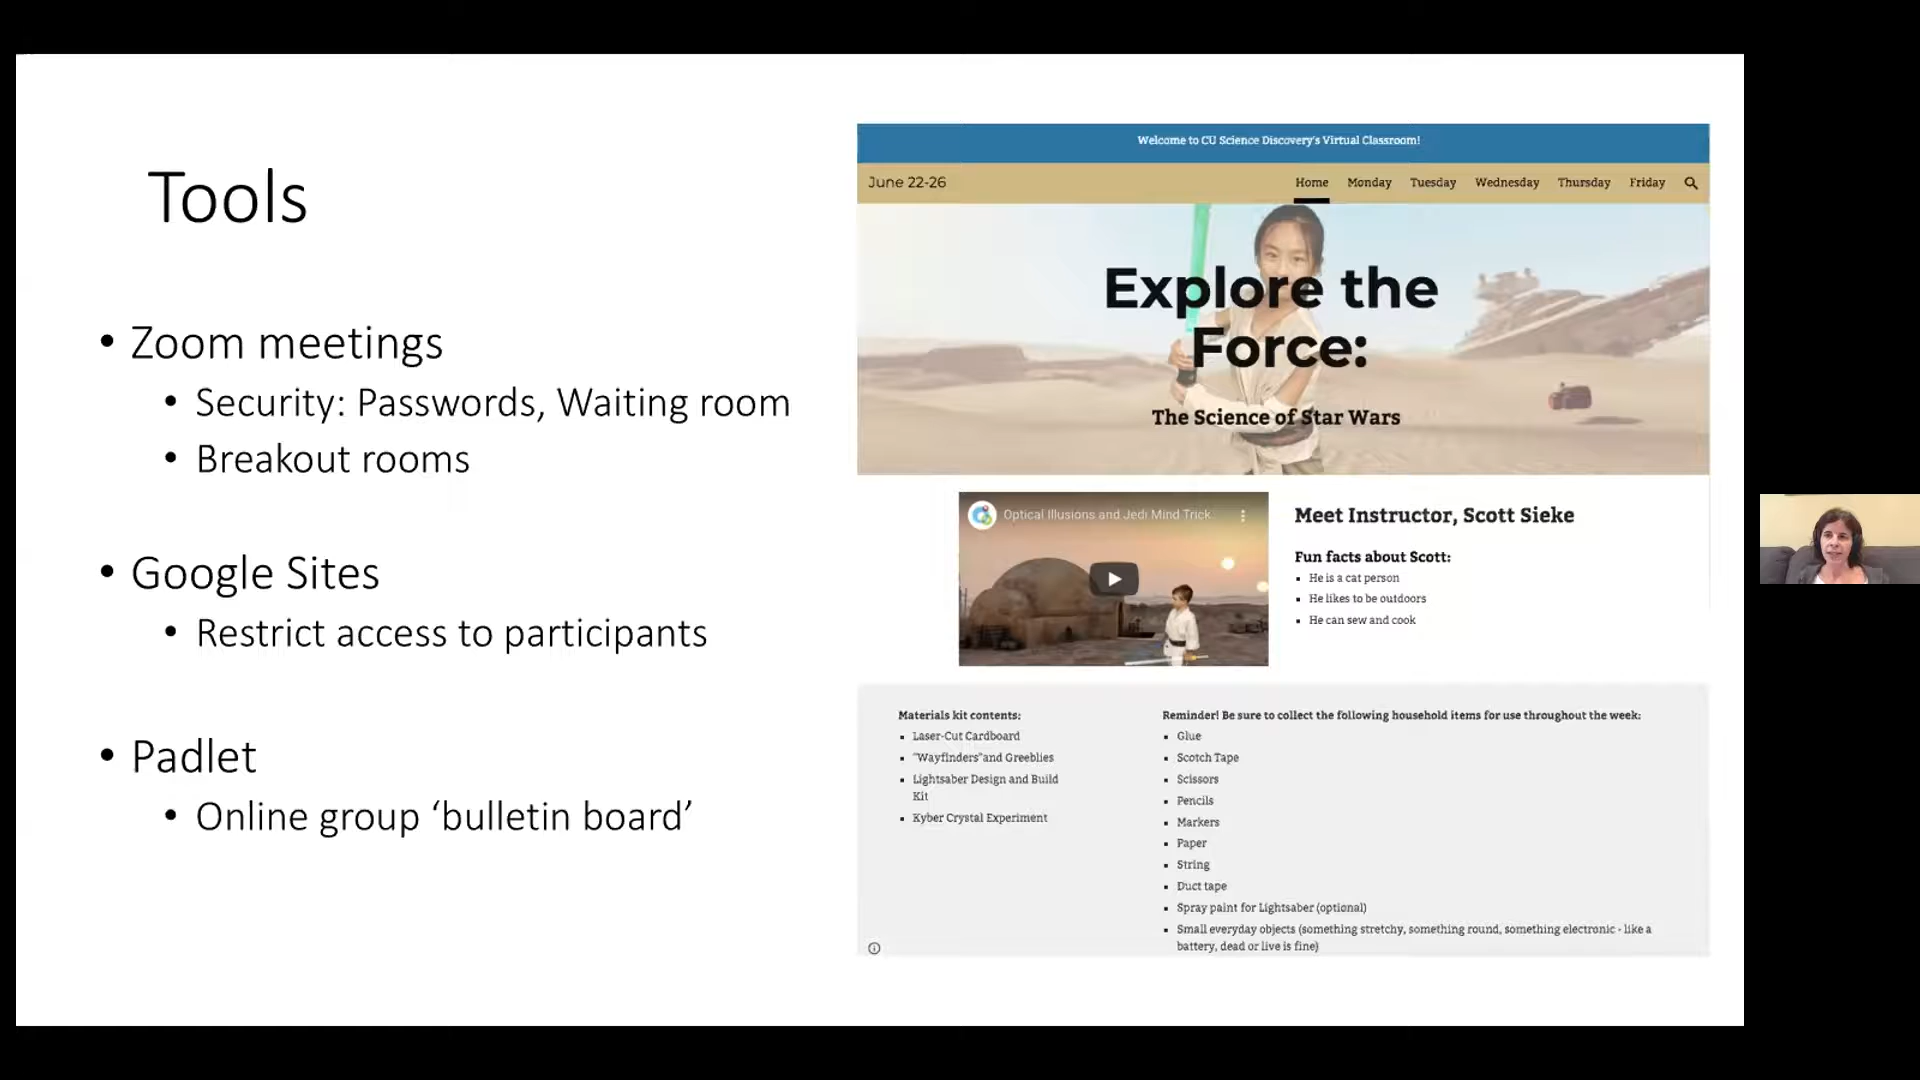 Tools
• Zoom meetings
• Security: Passwords, Waiting room
• Breakout rooms
• Google Sites
• Restrict access to participants
• Padlet
• Online group ‘bulletin board’
Welcome to CU Science Discovery's Virtual Classroom!
June 22-26
Home Monday Tuesday Wednesday Thursday Friday
Explore the
Force:
The Science of Star Wars
Optical Illusions and Jedi Mind Trick
Meet Instructor, Scott Sieke
Fun facts about Scott:
▪ He is a cat person
▪ He likes to be outdoors
▪ He can sew and cook
Materials kit contents:
▪ Laser-Cut Cardboard
▪ "Wayfinders"and Greeblies
▪ Lightsaber Design and Build
Kit
▪ Kyber Crystal Experiment
Reminder! Be sure to collect the following household items for use throughout the week:
▪ Glue
▪ Scotch Tape
▪ Scissors
▪ Pencils
▪ Markers
▪ Paper
▪ String
▪ Duct tape
▪ Spray paint for Lightsaber (optional)
▪ Small everyday objects (something stretchy, something round, something electronic - like a
battery, dead or live is fine)